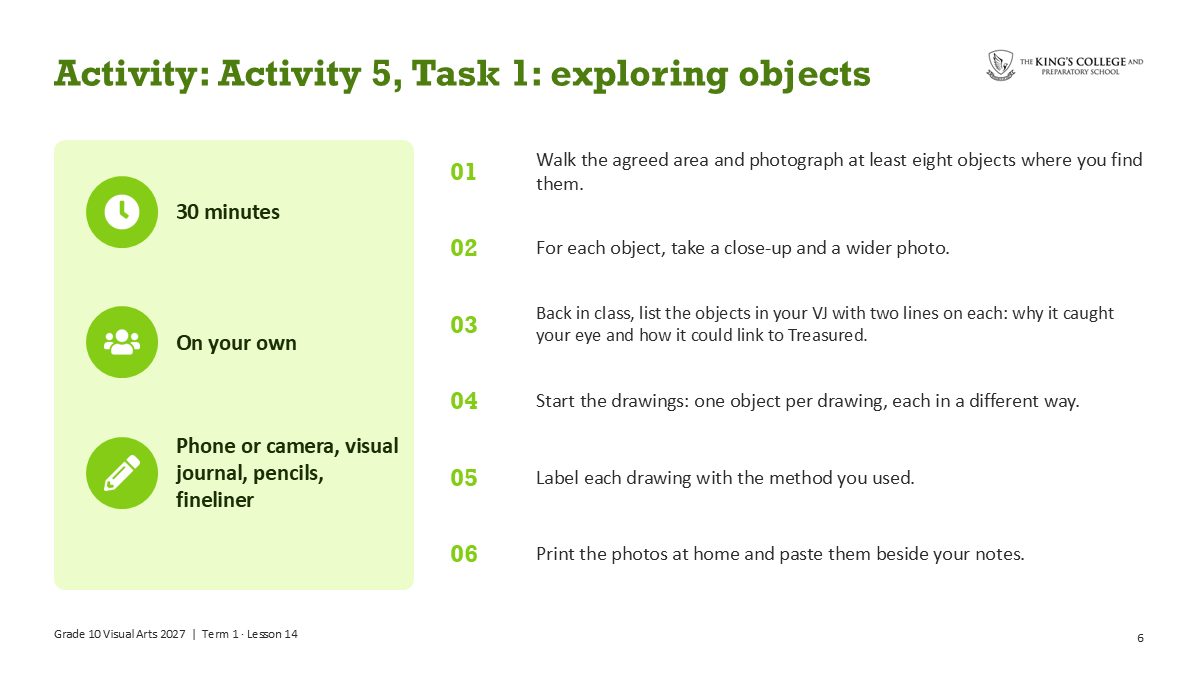 Activity: Activity 5, Task 1: exploring objects
THE KING'S COLLEGE AND
PREPARATORY SCHOOL
30 minutes
On your own
Phone or camera, visual
journal, pencils,
fineliner
01
Walk the agreed area and photograph at least eight objects where you find
them.
02
For each object, take a close-up and a wider photo.
03
Back in class, list the objects in your VJ with two lines on each: why it caught
your eye and how it could link to Treasured.
04
Start the drawings: one object per drawing, each in a different way.
05
Label each drawing with the method you used.
06
Print the photos at home and paste them beside your notes.
Grade 10 Visual Arts 2027 | Term 1 · Lesson 14
6